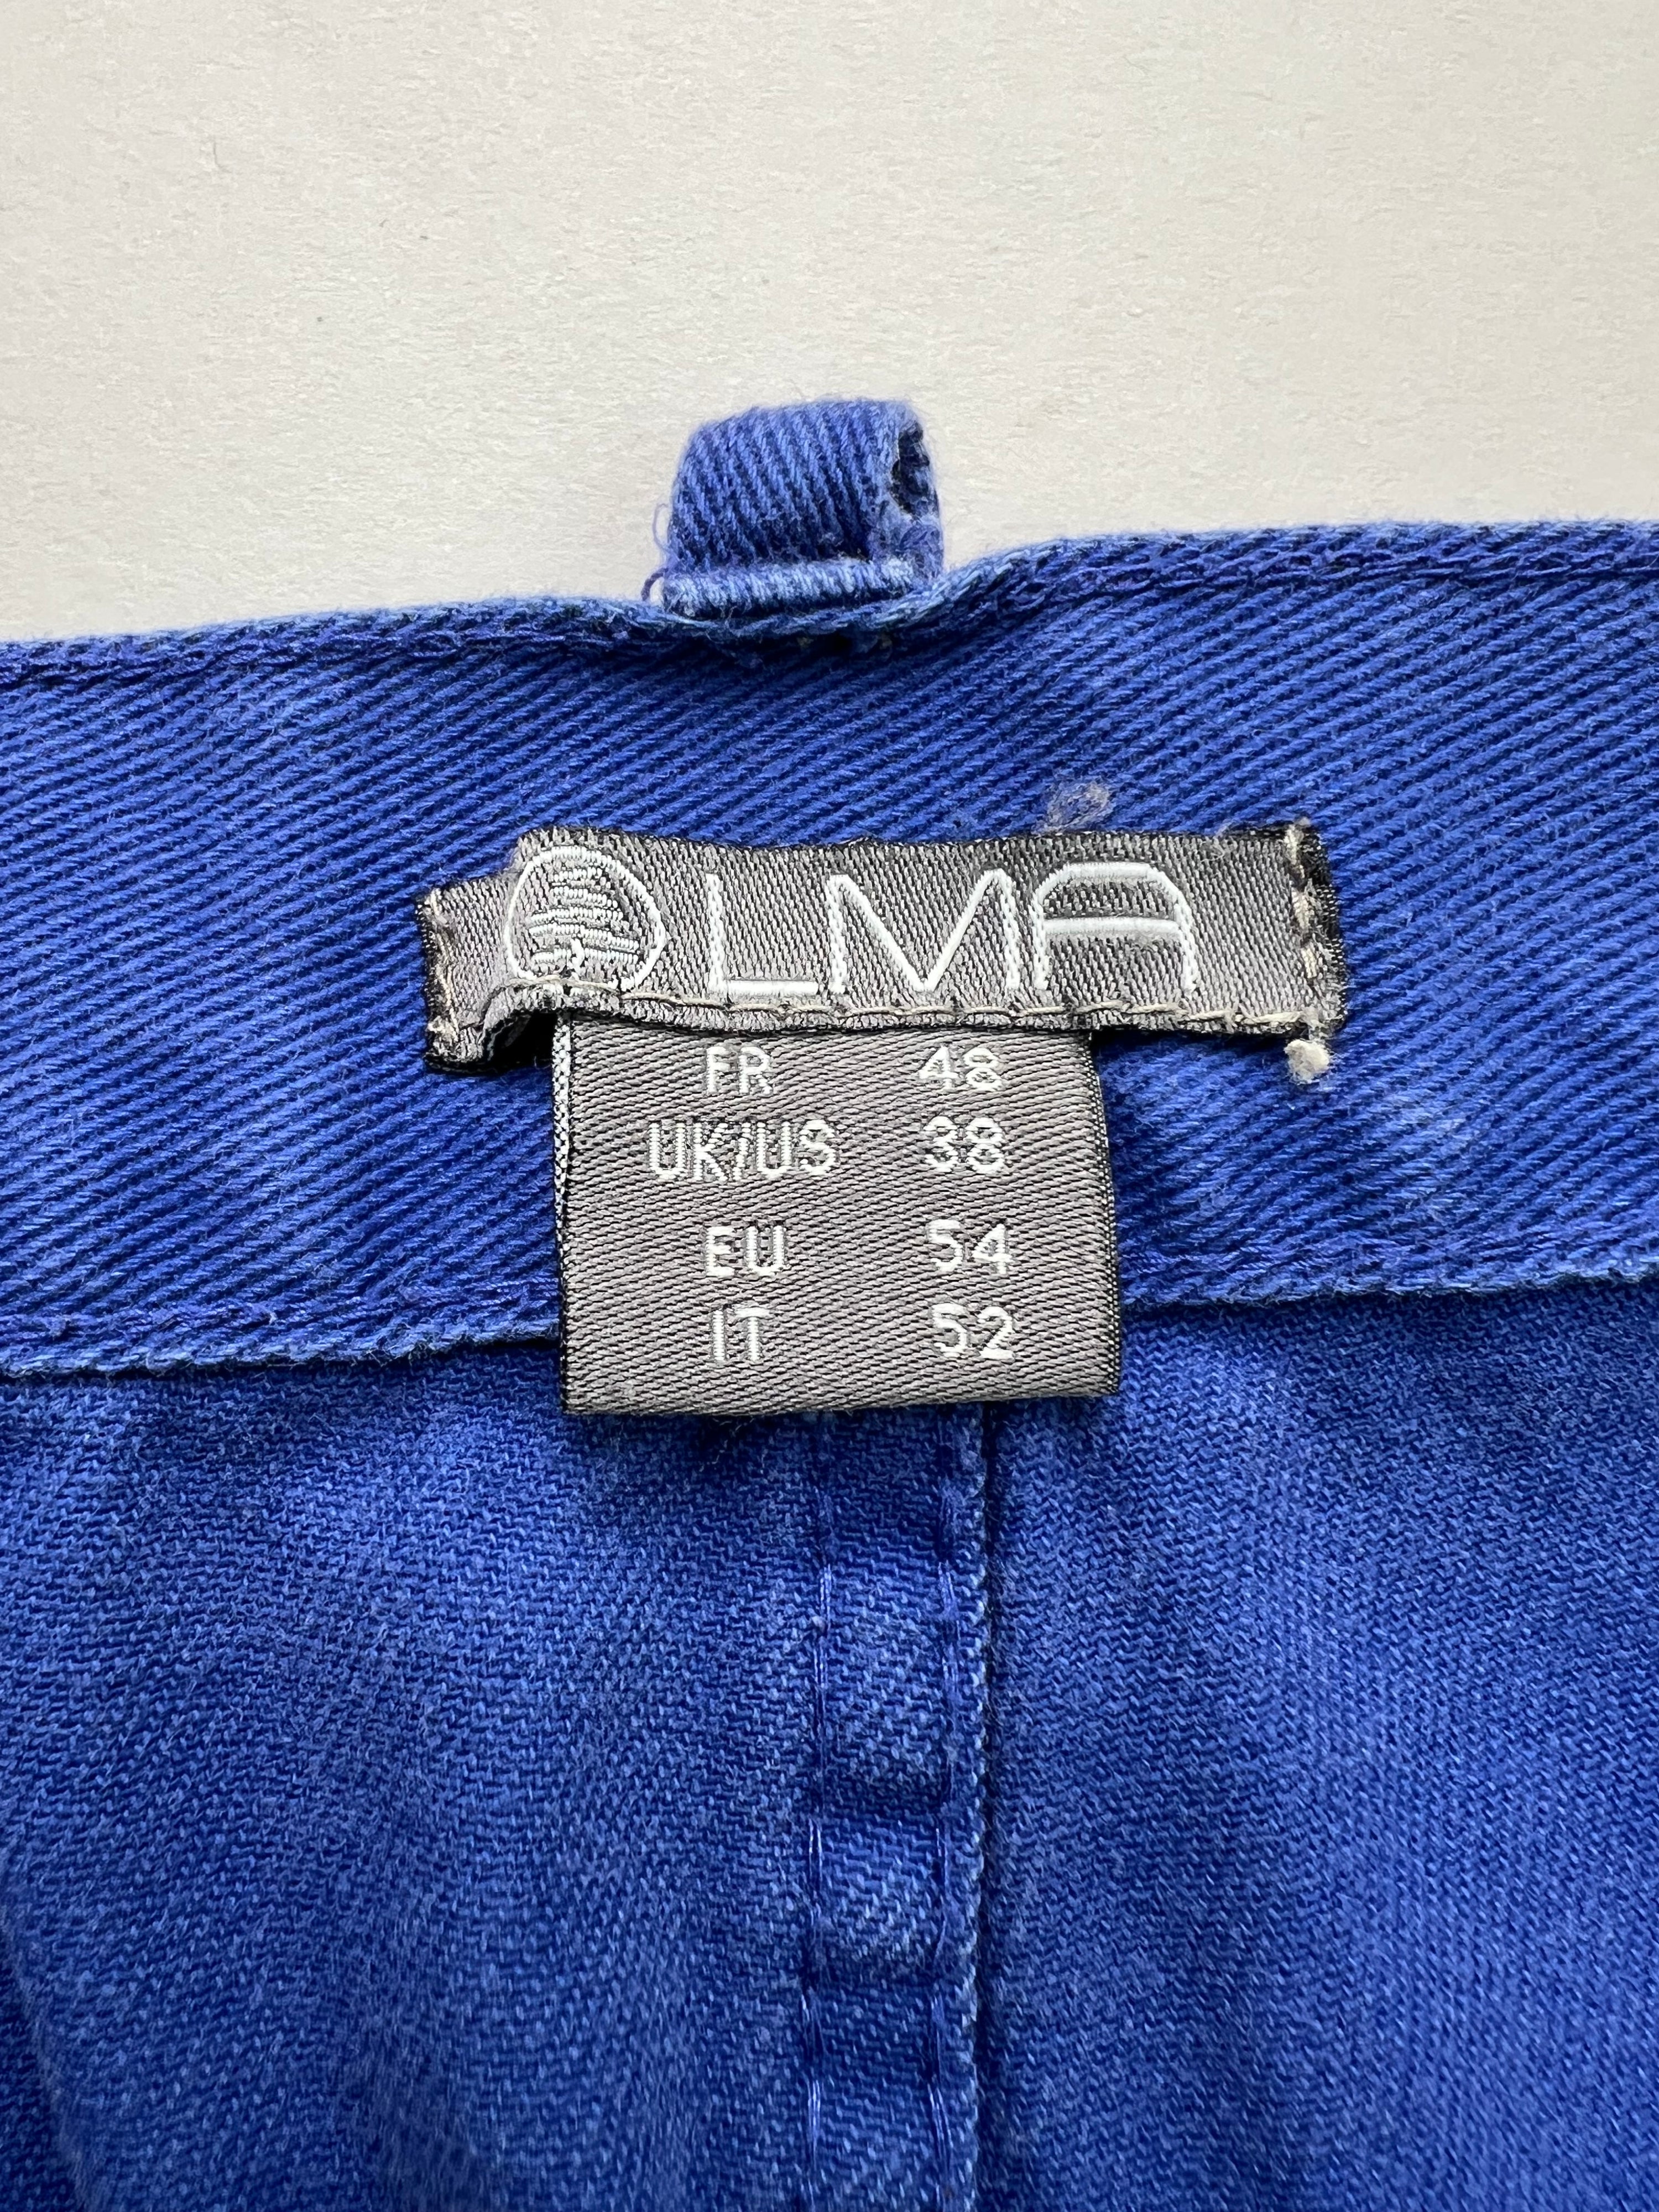 LMA
FR 48
UK/US 38
EU 54
IT 52